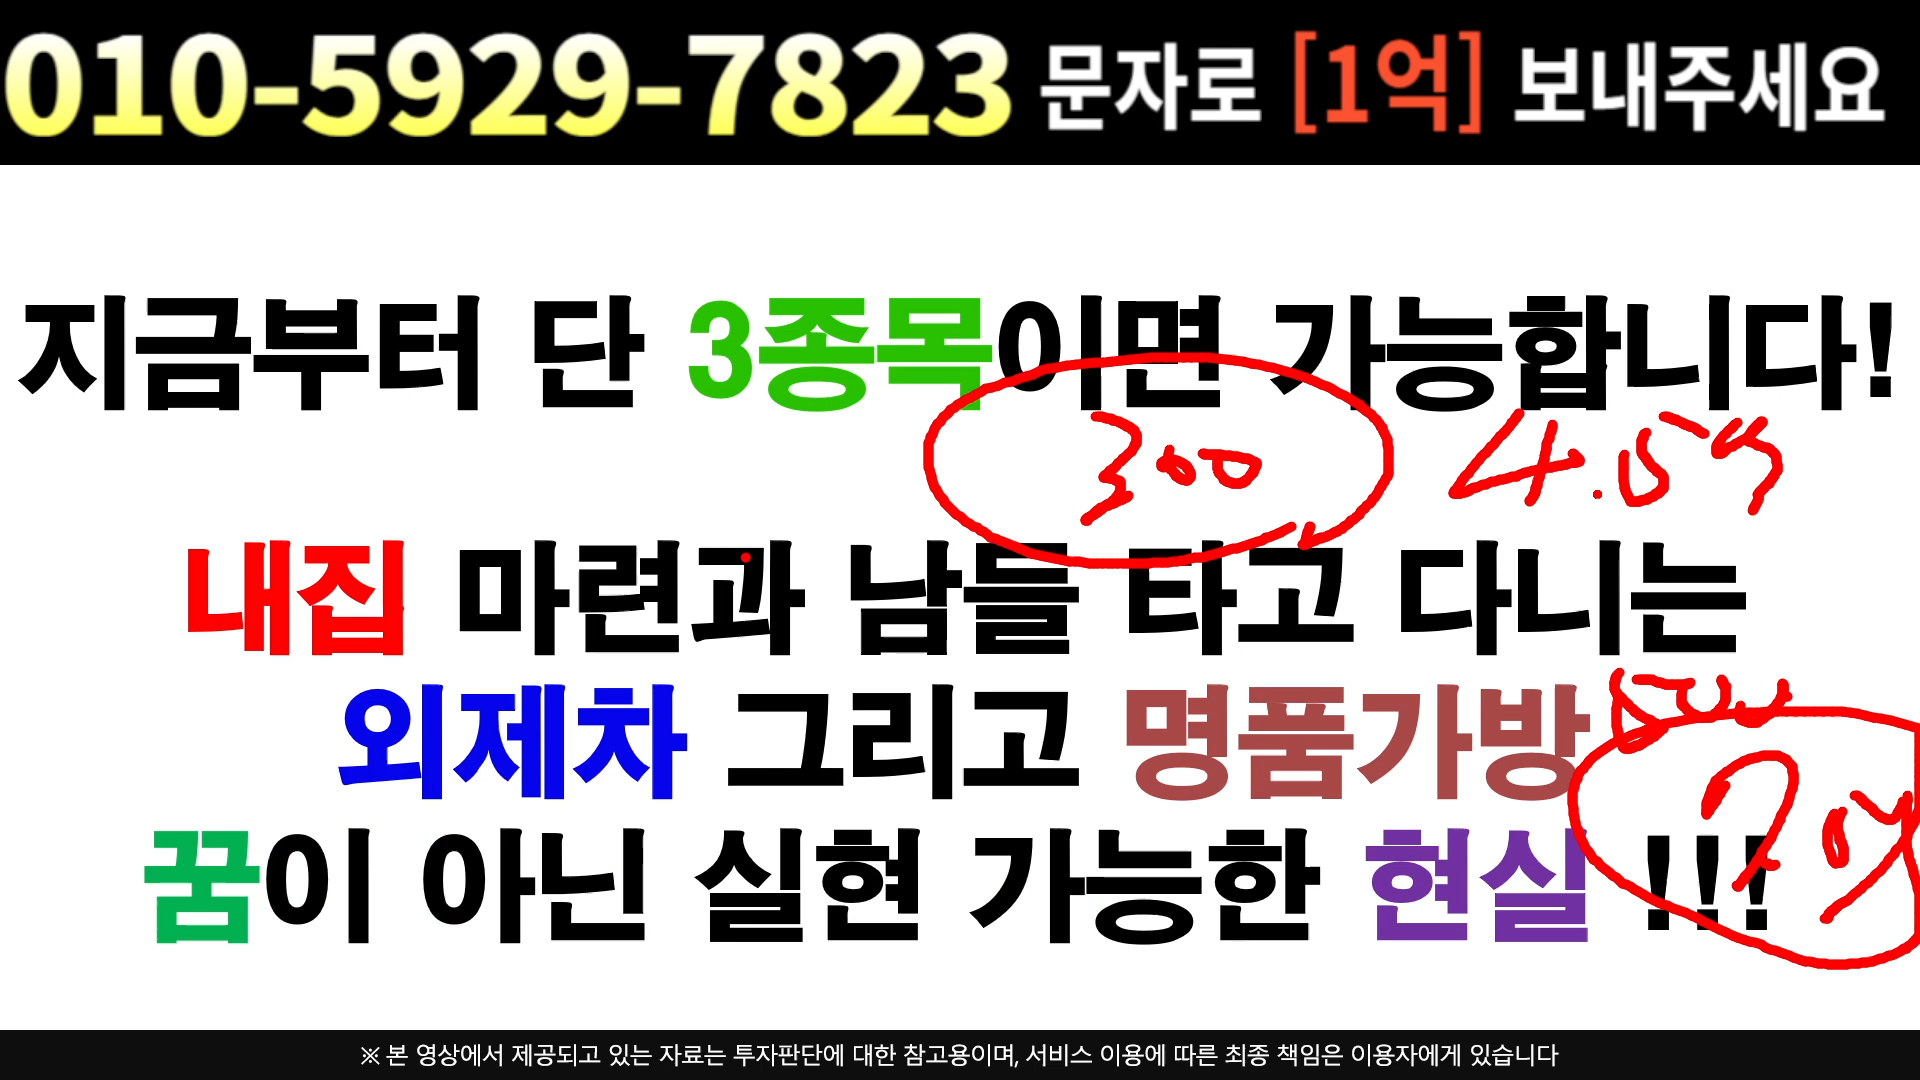 010-5929-7823 문자로 [1억] 보내주세요
지금부터 단 3종목이면 가능합니다!
300
내집 마련과 남들 타고 다니는
외제차 그리고 명품가방
꿈이 아닌 실현 가능한 현실 !!!
※ 본 영상에서 제공되고 있는 자료는 투자판단에 대한 참고용이며, 서비스 이용에 따른 최종 책임은 이용자에게 있습니다